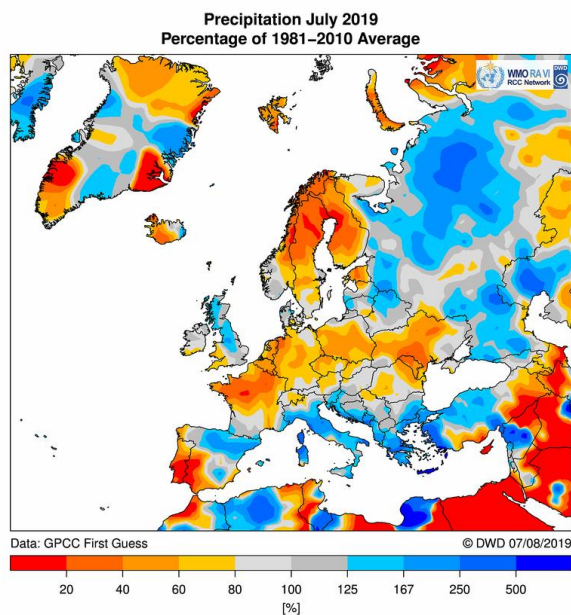 Precipitation July 2019
Percentage of 1981–2010 Average
WMO RA VI
RCC Network
DWD
Data: GPCC First Guess
© DWD 07/08/2019
20 40 60 80 100 125 167 250 500
[%]